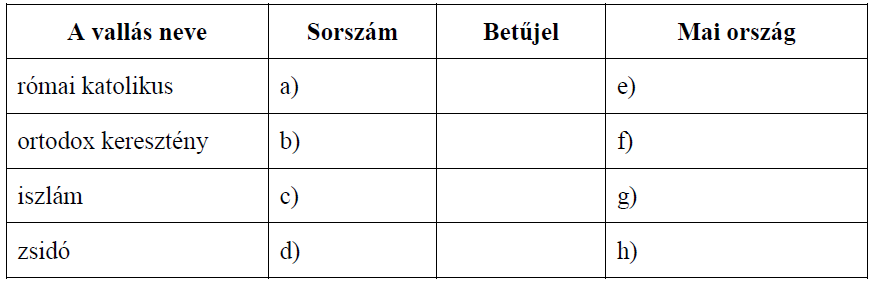 A vallás neve Sorszám Betűjel Mai ország
római katolikus a) e)
ortodox keresztény b) f)
iszlám c) g)
zsidó d) h)